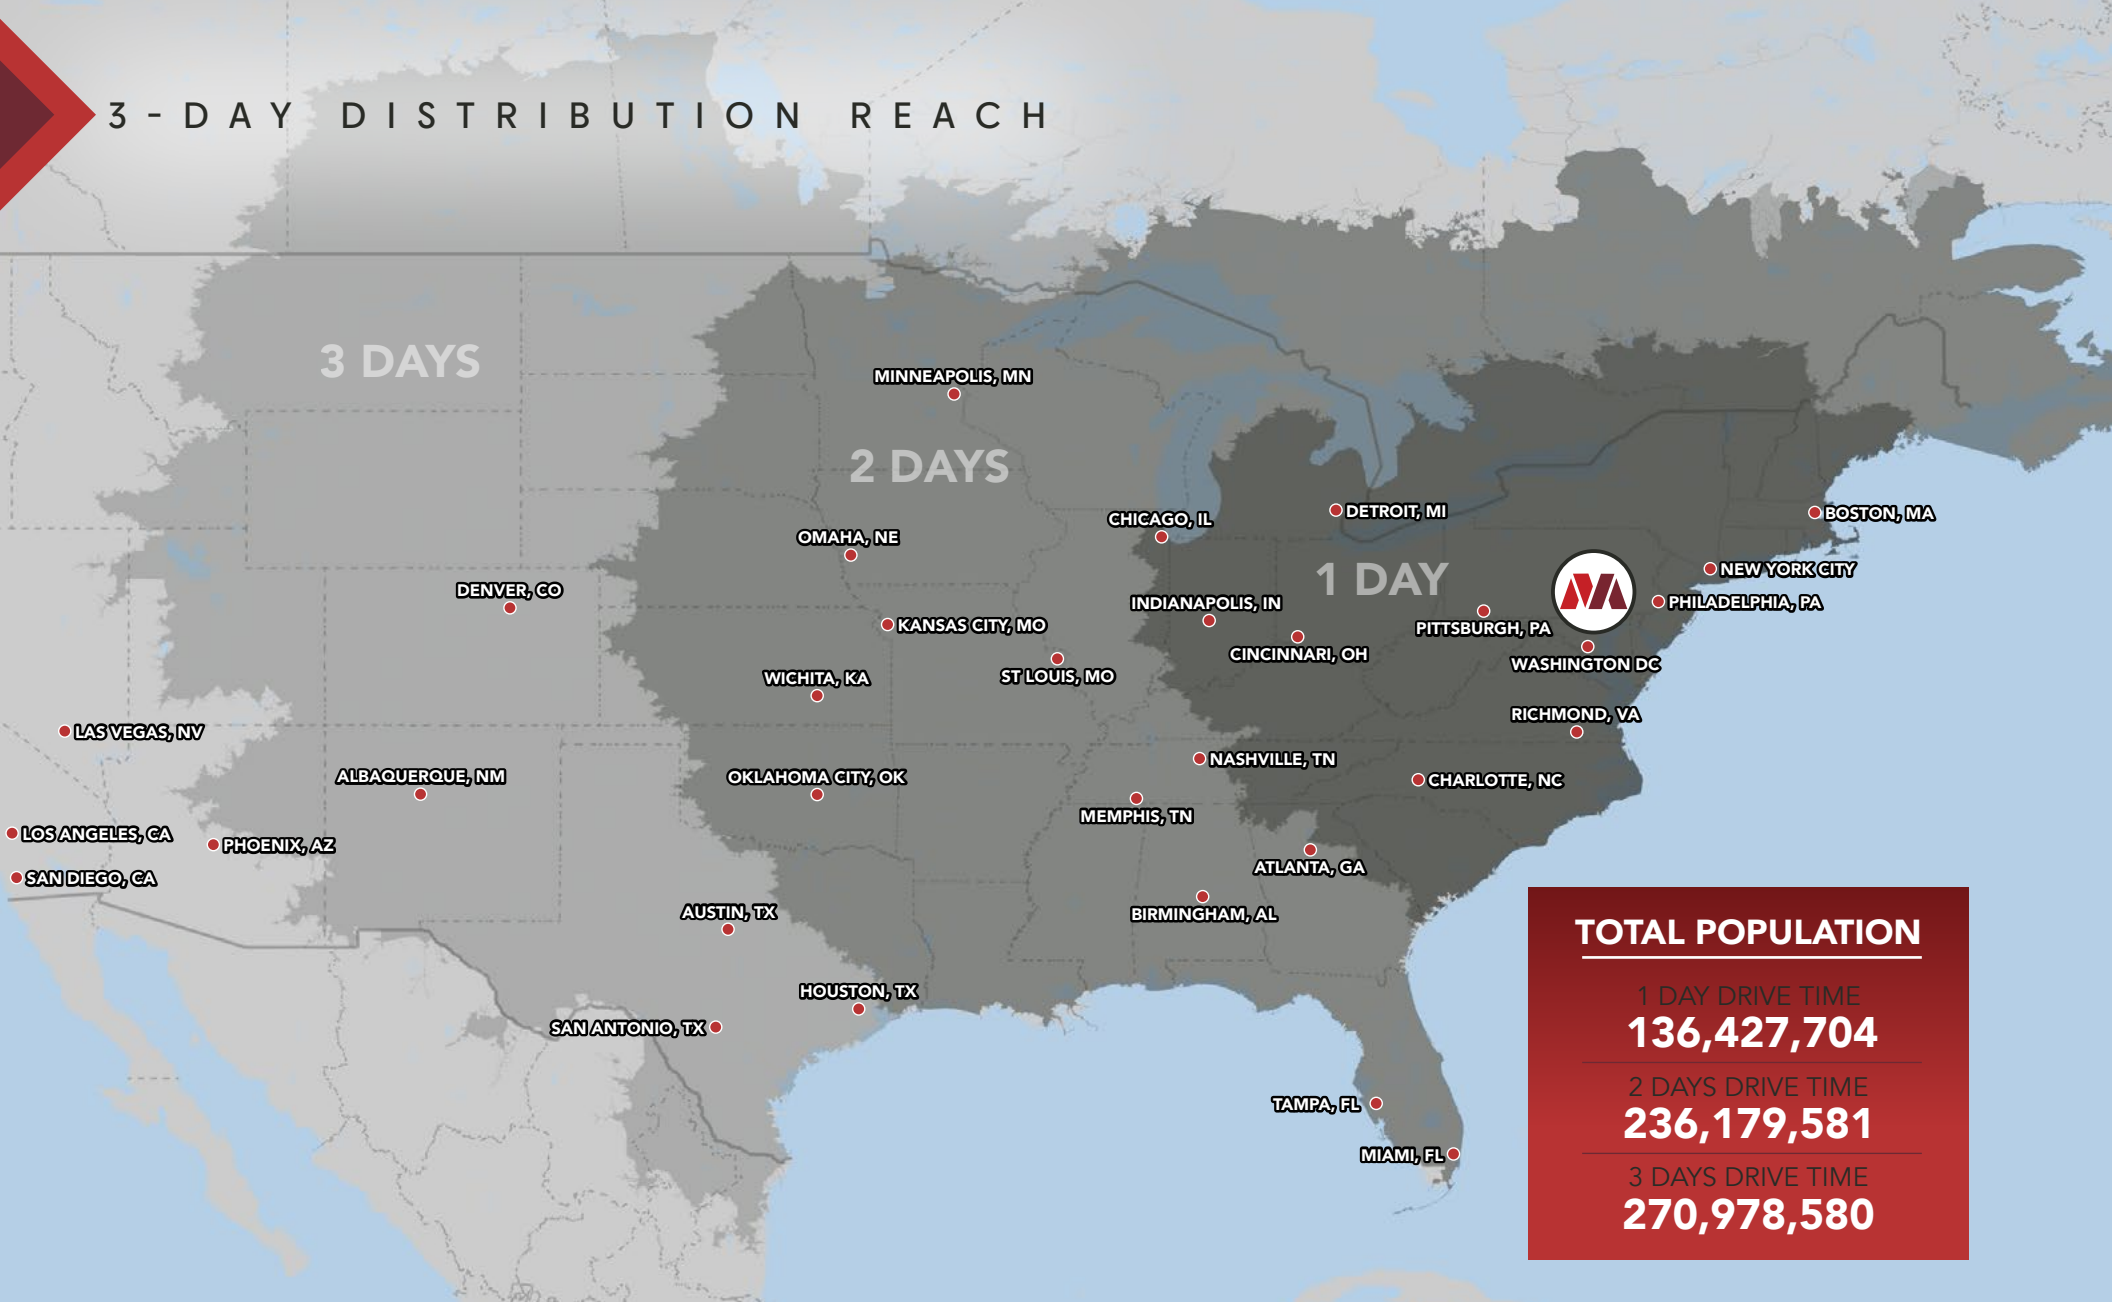 3-DAY DISTRIBUTION REACH
3 DAYS
MINNEAPOLIS, MN
2 DAYS
CHICAGO, IL
DETROIT, MI
BOSTON, MA
OMAHA, NE
1 DAY
NEW YORK CITY
DENVER, CO
INDIANAPOLIS, IN
PHILADELPHIA, PA
KANSAS CITY, MO
PITTSBURGH, PA
CINCINNARI, OH
WASHINGTON DC
WICHITA, KA
ST LOUIS, MO
RICHMOND, VA
LAS VEGAS, NV
NASHVILLE, TN
ALBAQUERQUE, NM
OKLAHOMA CITY, OK
CHARLOTTE, NC
MEMPHIS, TN
LOS ANGELES, CA
PHOENIX, AZ
ATLANTA, GA
SAN DIEGO, CA
AUSTIN, TX
BIRMINGHAM, AL
HOUSTON, TX
SAN ANTONIO, TX
TAMPA, FL
MIAMI, FL
TOTAL POPULATION
1 DAY DRIVE TIME
136,427,704
2 DAYS DRIVE TIME
236,179,581
3 DAYS DRIVE TIME
270,978,580